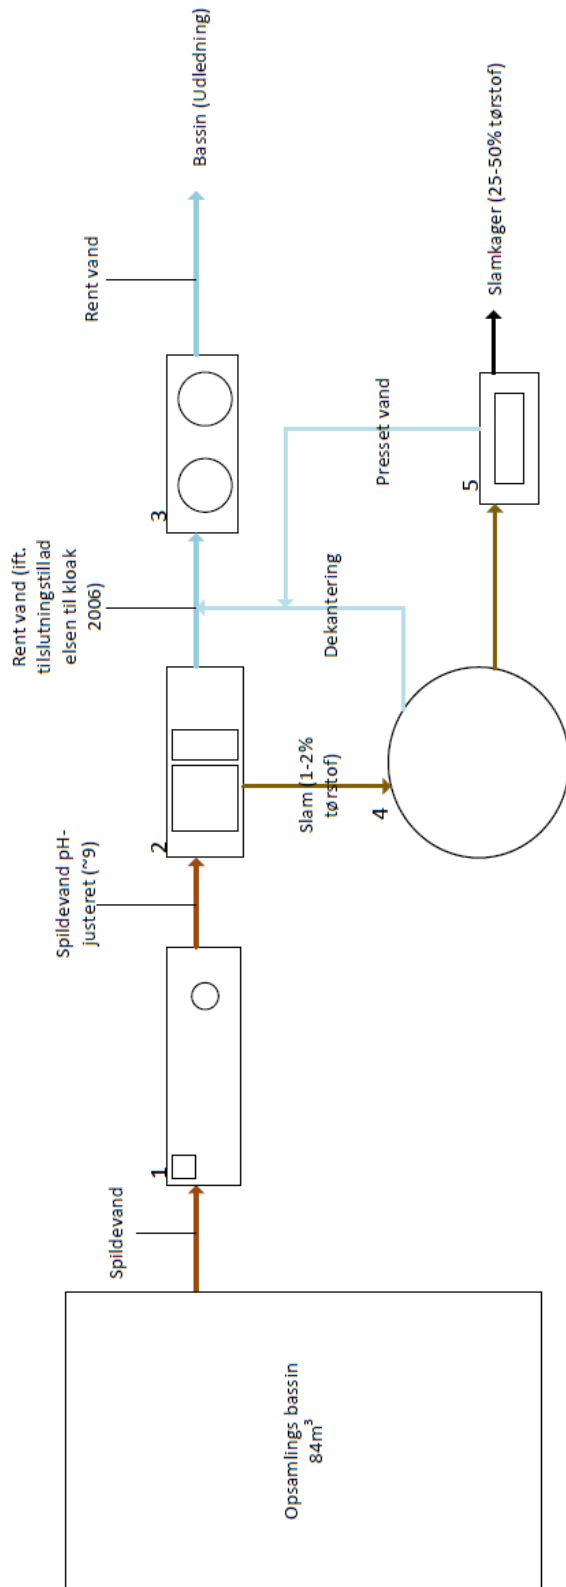 Opsamlings bassin
84m³
Spildevand
1
Spildevand pH-
justeret (~9)
2
Slam (1-2%
tørstof)
4
Rent vand (ift.
tilslutningstillad
elsen til kloak
2006)
Dekantering
3
Presset vand
5
Rent vand
Bassin (Udledning)
Slamkager (25-50% tørstof)